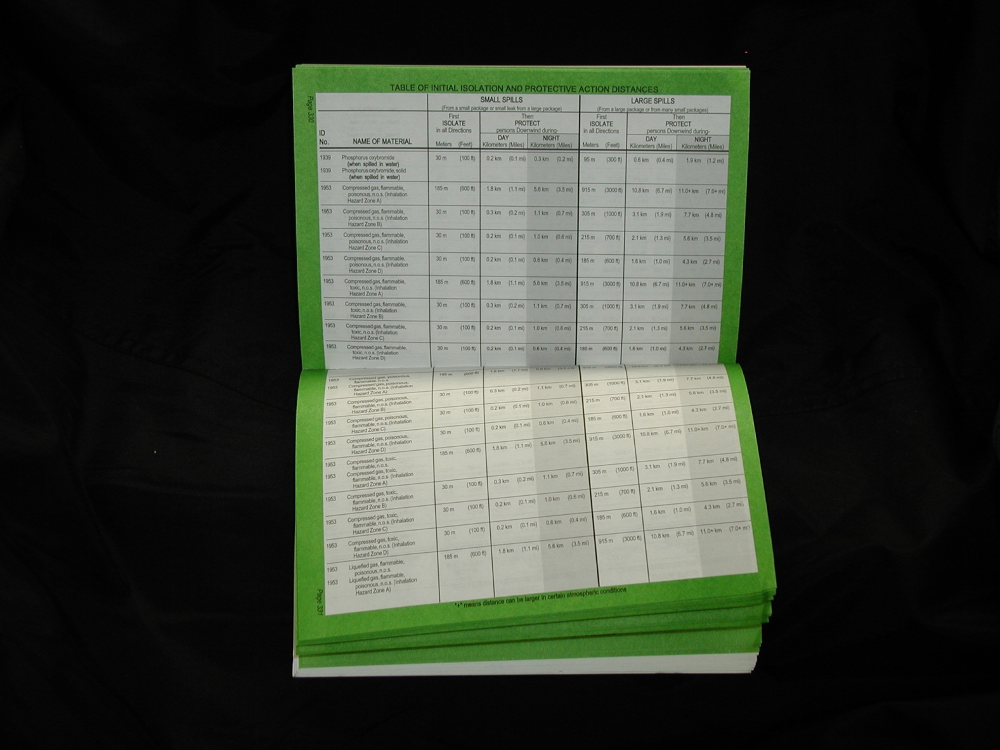 TABLE OF INITIAL ISOLATION AND PROTECTIVE ACTION DISTANCES
Page 330
SMALL SPILLS LARGE SPILLS
(From a small package or small leak from a large package) (From a large package or from many small packages)
First Then First Then
ISOLATE PROTECT ISOLATE PROTECT
in all Directions persons Downwind during- in all Directions persons Downwind during-
ID DAY NIGHT DAY NIGHT
No. NAME OF MATERIAL Meters (Feet) Kilometers (Miles) Kilometers (Miles) Meters (Feet) Kilometers (Miles) Kilometers (Miles)
1939 Phosphorus oxybromide 30 m (100 ft) 0.2 km (0.1 mi) 0.3 km (0.2 mi) 95 m (300 ft) 0.6 km (0.4 mi) 1.9 km (1.2 mi)
(when spilled in water)
1939 Phosphorus oxybromide, solid
(when spilled in water)
1953 Compressed gas, flammable, 185 m (600 ft) 1.8 km (1.1 mi) 5.6 km (3.5 mi) 915 m (3000 ft) 10.8 km (6.7 mi) 11.0+ km (7.0+ mi)
poisonous, n.o.s. (Inhalation
Hazard Zone A)
1953 Compressed gas, flammable, 30 m (100 ft) 0.3 km (0.2 mi) 1.1 km (0.7 mi) 305 m (1000 ft) 3.1 km (1.9 mi) 7.7 km (4.8 mi)
poisonous, n.o.s. (Inhalation
Hazard Zone B)
1953 Compressed gas, flammable, 30 m (100 ft) 0.2 km (0.1 mi) 1.0 km (0.6 mi) 215 m (700 ft) 2.1 km (1.3 mi) 5.6 km (3.5 mi)
poisonous, n.o.s. (Inhalation
Hazard Zone C)
1953 Compressed gas, flammable, 30 m (100 ft) 0.2 km (0.1 mi) 0.6 km (0.4 mi) 185 m (600 ft) 1.6 km (1.0 mi) 4.3 km (2.7 mi)
poisonous, n.o.s. (Inhalation
Hazard Zone D)
1953 Compressed gas, flammable, 185 m (600 ft) 1.8 km (1.1 mi) 5.6 km (3.5 mi) 915 m (3000 ft) 10.8 km (6.7 mi) 11.0+ km (7.0+ mi)
toxic, n.o.s. (Inhalation
Hazard Zone A)
1953 Compressed gas, flammable, 30 m (100 ft) 0.3 km (0.2 mi) 1.1 km (0.7 mi) 305 m (1000 ft) 3.1 km (1.9 mi) 7.7 km (4.8 mi)
toxic, n.o.s. (Inhalation
Hazard Zone B)
1953 Compressed gas, flammable, 30 m (100 ft) 0.2 km (0.1 mi) 1.0 km (0.6 mi) 215 m (700 ft) 2.1 km (1.3 mi) 5.6 km (3.5 mi)
toxic, n.o.s. (Inhalation
Hazard Zone C)
1953 Compressed gas, flammable, 30 m (100 ft) 0.2 km (0.1 mi) 0.6 km (0.4 mi) 185 m (600 ft) 1.6 km (1.0 mi) 4.3 km (2.7 mi)
toxic, n.o.s. (Inhalation
Hazard Zone D)
1953 Compressed gas, poisonous, 185 m (600 ft) 1.8 km (1.1 mi)
flammable, n.o.s.
1953 Compressed gas, poisonous,
flammable, n.o.s. (Inhalation
Hazard Zone A)
1953 Compressed gas, poisonous, 30 m (100 ft) 0.3 km (0.2 mi) 1.1 km (0.7 mi) 305 m (1000 ft) 3.1 km (1.9 mi) 7.7 km (4.8 mi)
flammable, n.o.s. (Inhalation
Hazard Zone B)
1953 Compressed gas, poisonous, 30 m (100 ft) 0.2 km (0.1 mi) 1.0 km (0.6 mi) 215 m (700 ft) 2.1 km (1.3 mi) 5.6 km (3.5 mi)
flammable, n.o.s. (Inhalation
Hazard Zone C)
1953 Compressed gas, poisonous, 30 m (100 ft) 0.2 km (0.1 mi) 0.6 km (0.4 mi) 185 m (600 ft) 1.6 km (1.0 mi) 4.3 km (2.7 mi)
flammable, n.o.s. (Inhalation
Hazard Zone D)
1953 Compressed gas, toxic, 185 m (600 ft) 1.8 km (1.1 mi) 5.6 km (3.5 mi) 915 m (3000 ft) 10.8 km (6.7 mi) 11.0+ km (7.0+ mi)
flammable, n.o.s.
1953 Compressed gas, toxic,
flammable, n.o.s. (Inhalation
Hazard Zone A)
1953 Compressed gas, toxic, 30 m (100 ft) 0.3 km (0.2 mi) 1.1 km (0.7 mi) 305 m (1000 ft) 3.1 km (1.9 mi) 7.7 km (4.8 mi)
flammable, n.o.s. (Inhalation
Hazard Zone B)
1953 Compressed gas, toxic, 30 m (100 ft) 0.2 km (0.1 mi) 1.0 km (0.6 mi) 215 m (700 ft) 2.1 km (1.3 mi) 5.6 km (3.5 mi)
flammable, n.o.s. (Inhalation
Hazard Zone C)
1953 Compressed gas, toxic, 30 m (100 ft) 0.2 km (0.1 mi) 0.6 km (0.4 mi) 185 m (600 ft) 1.6 km (1.0 mi) 4.3 km (2.7 mi)
flammable, n.o.s. (Inhalation
Hazard Zone D)
1953 Liquefied gas, flammable, 185 m (600 ft) 1.8 km (1.1 mi) 5.6 km (3.5 mi) 915 m (3000 ft) 10.8 km (6.7 mi) 11.0+ km (7.0+ mi)
poisonous, n.o.s.
1953 Liquefied gas, flammable,
poisonous, n.o.s. (Inhalation
Hazard Zone A)
Page 331
"+" means distance can be larger in certain atmospheric conditions